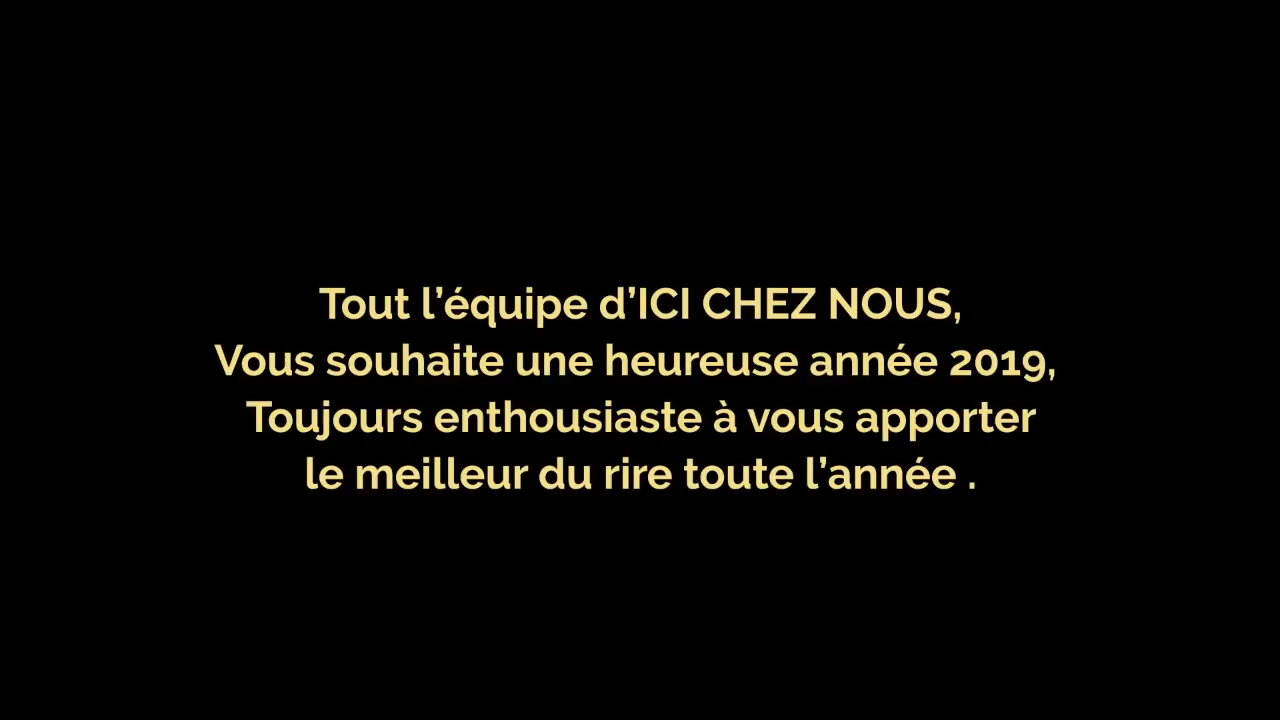 Tout l’équipe d’ICI CHEZ NOUS,
Vous souhaite une heureuse année 2019,
Toujours enthousiaste à vous apporter
le meilleur du rire toute l’année .